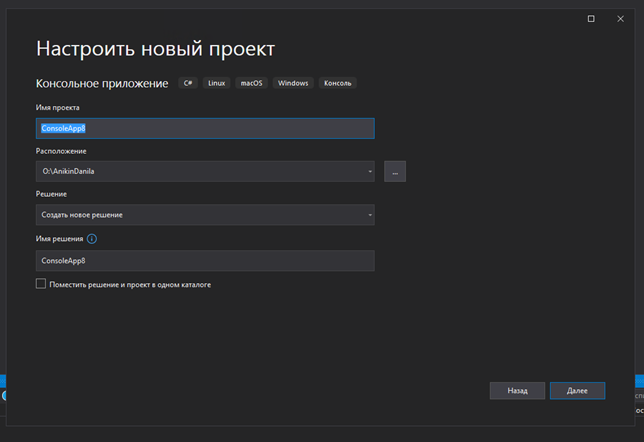 Настроить новый проект
Консольное приложение C# Linux macOS Windows Консоль
Имя проекта
ConsoleApp8
Расположение
O:\AnikinDanila
...
Решение
Создать новое решение
Имя решения
ConsoleApp8
Поместить решение и проект в одном каталоге
Назад Далее